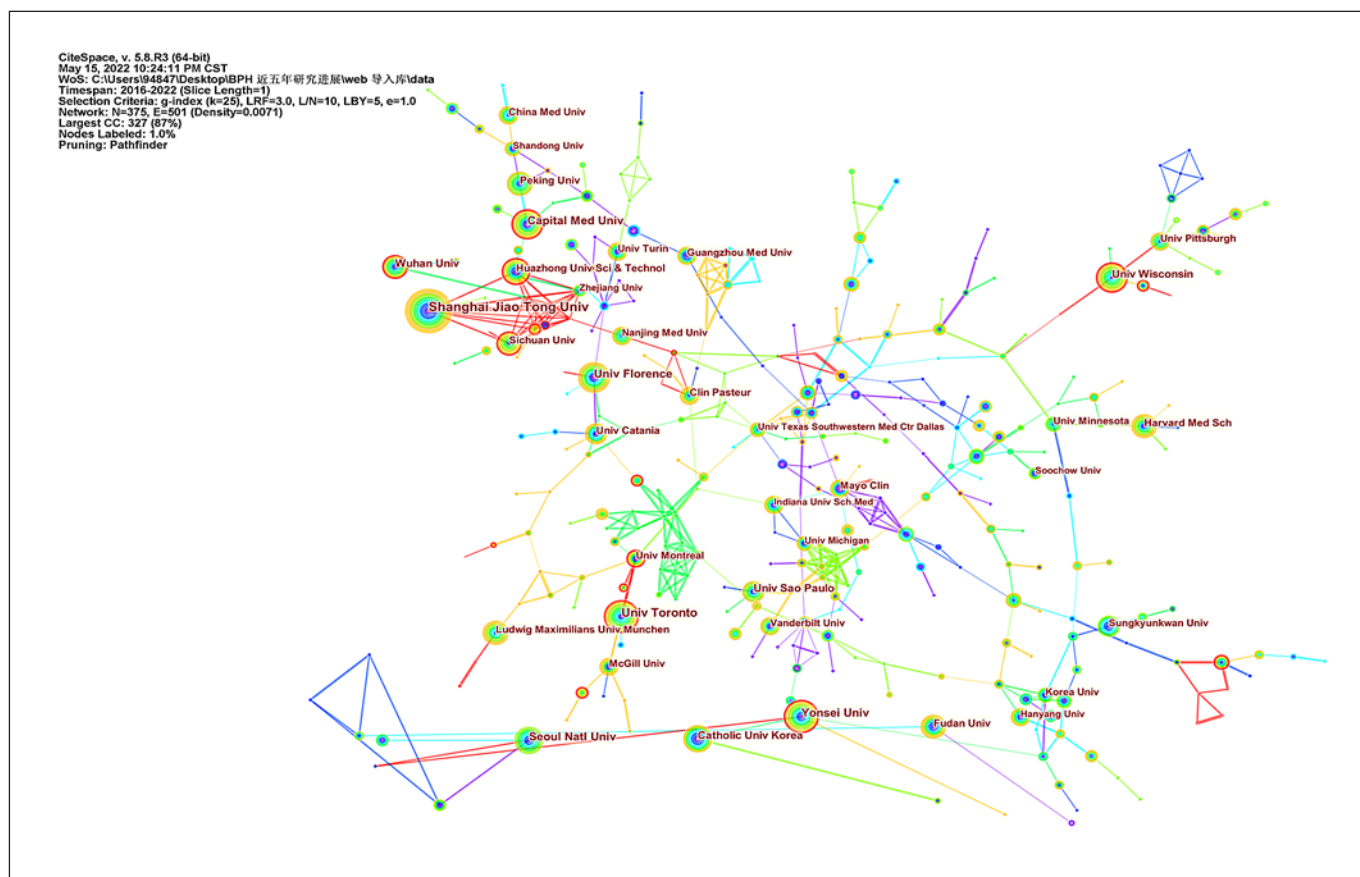 CiteSpace, v. 5.8.R3 (64-bit)
May 15, 2022 10:24:11 PM CST
WoS: C:\Users\94847\Desktop\BPH 近五年研究进展\web 导入库\data
Timespan: 2016-2022 (Slice Length=1)
Selection Criteria: g-index (k=25), LRF=3.0, L/N=10, LBY=5, e=1.0
Network: N=375, E=501 (Density=0.0071)
Largest CC: 327 (87%)
Nodes Labeled: 1.0%
Pruning: Pathfinder
China Med Univ
Shandong Univ
Peking Univ
Capital Med Univ
Univ Pittsburgh
Univ Turin
Guangzhou Med Univ
Wuhan Univ
Huazhong Univ Sci & Technol
Univ Wisconsin
Zhejiang Univ
Shanghai Jiao Tong Univ
Nanjing Med Univ
Sichuan Univ
Univ Florence
Clin Pasteur
Univ Catania
Univ Texas Southwestern Med Ctr Dallas
Univ Minnesota
Harvard Med Sch
Soochow Univ
Mayo Clin
Indiana Univ Sch Med
Univ Michigan
Univ Montreal
Univ Sao Paulo
Univ Toronto
Vanderbilt Univ
Sungkyunkwan Univ
Ludwig Maximilians Univ Munchen
McGill Univ
Korea Univ
Yonsei Univ
Hanyang Univ
Fudan Univ
Seoul Natl Univ
Catholic Univ Korea